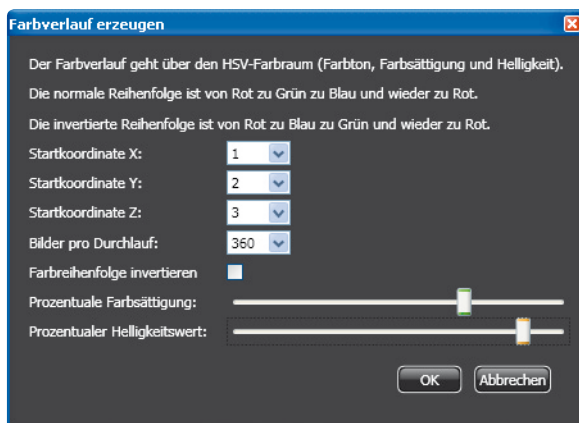 Farbverlauf erzeugen
Der Farbverlauf geht über den HSV-Farbraum (Farbton, Farbsättigung und Helligkeit).
Die normale Reihenfolge ist von Rot zu Grün zu Blau und wieder zu Rot.
Die invertierte Reihenfolge ist von Rot zu Blau zu Grün und wieder zu Rot.
Startkoordinate X: 1
Startkoordinate Y: 2
Startkoordinate Z: 3
Bilder pro Durchlauf: 360
Farbreihenfolge invertieren
Prozentuale Farbsättigung:
Prozentualer Helligkeitswert:
OK Abbrechen